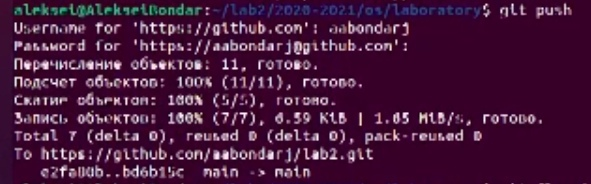 aleksei@AlekseiBondar:~/lab2/2020-2021/os/laboratory$ git push
Username for 'https://github.com': aabondarj
Password for 'https://aabondarj@github.com':
Перечисление объектов: 11, готово.
Подсчет объектов: 100% (11/11), готово.
Сжатие объектов: 100% (5/5), готово.
Запись объектов: 100% (7/7), 6.59 KiB | 1.65 MiB/s, готово.
Total 7 (delta 0), reused 0 (delta 0), pack-reused 0
To https://github.com/aabondarj/lab2.git
main -> main